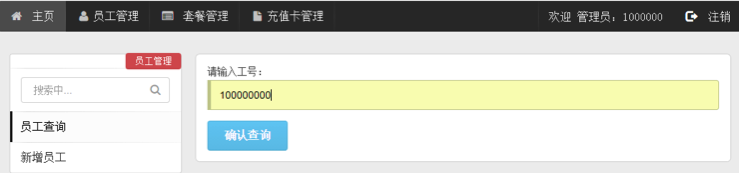 主页 员工管理 套餐管理 充值卡管理 欢迎 管理员：1000000 注销
员工管理
搜索中...
员工查询
新增员工
请输入工号：
100000000
确认查询